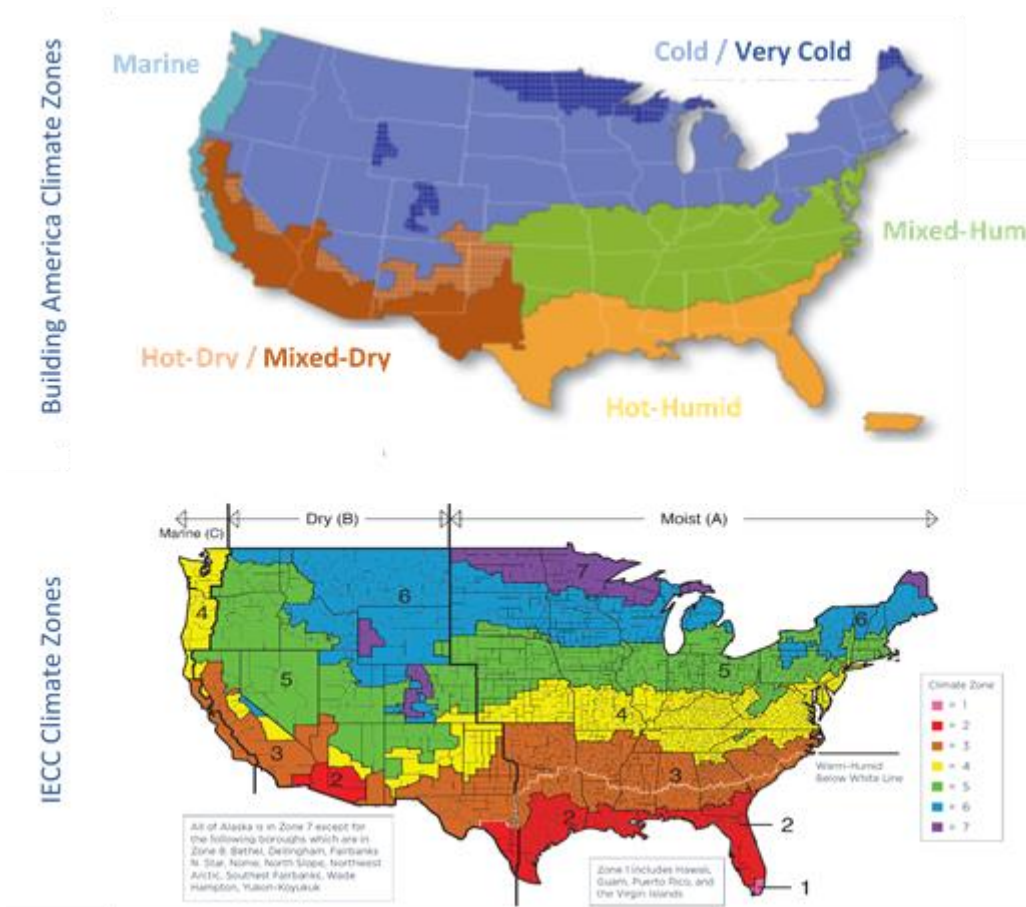 Building America Climate Zones
Marine
Cold / Very Cold
Mixed-Hum
Hot-Dry / Mixed-Dry
Hot-Humid
IECC Climate Zones
Marine (C)
Dry (B)
Moist (A)
7
6
4
6
5
5
4
3
3
2
2
2
1
Climate Zone
= 1
= 2
= 3
= 4
= 5
= 6
= 7
Warm-Humid
Below White Line
All of Alaska is in Zone 7 except for
the following boroughs which are in
Zone 8: Bethel, Dellingham, Fairbanks
N. Star, Nome, North Slope, Northwest
Arctic, Southest Fairbanks, Wade
Hampton, Yukon-Koyukuk
Zone 1 includes Hawaii,
Guam, Puerto Rico, and
the Virgin Islands